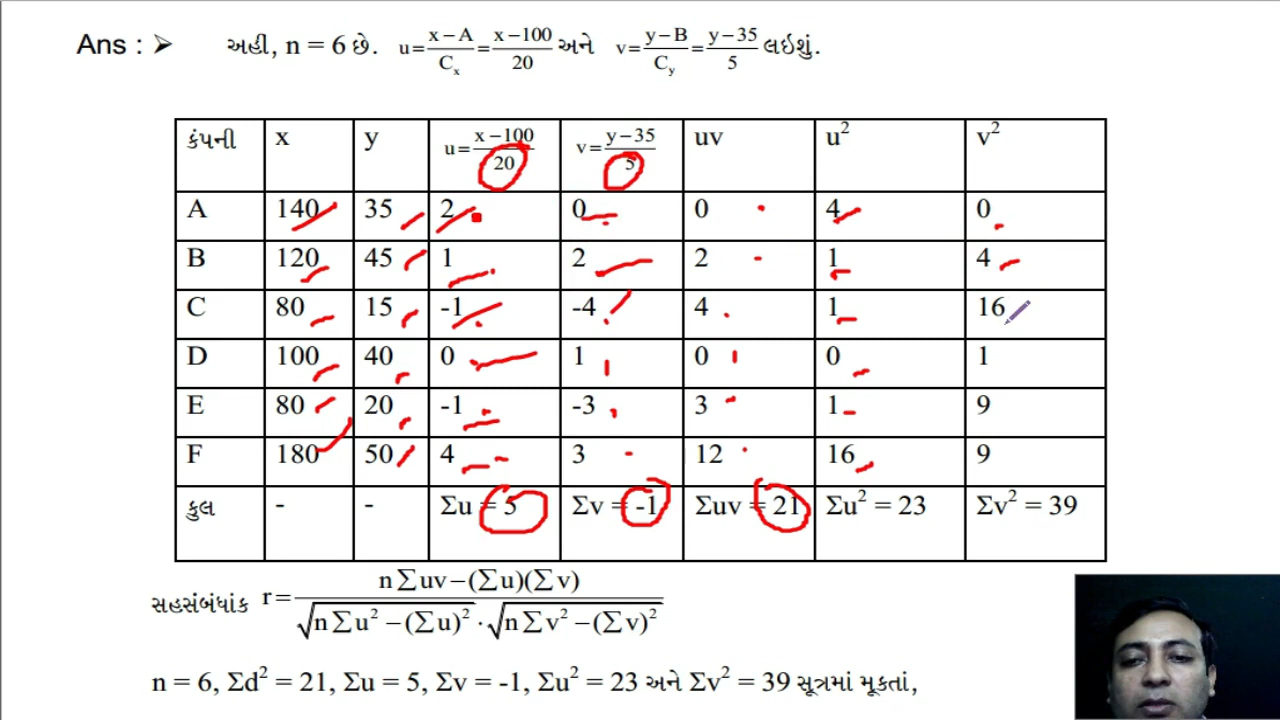 Ans : ➢ અહી, n = 6 છે. u = (x – A)/Cₓ = (x – 100)/20 અને v = (y – B)/C_y = (y – 35)/5 લઇશું.
કંપની x y u = (x – 100)/20 v = (y – 35)/5 uv u² v²
A 140 35 2 0 0 4 0
B 120 45 1 2 2 1 4
C 80 15 -1 -4 4 1 16
D 100 40 0 1 0 0 1
E 80 20 -1 -3 3 1 9
F 180 50 4 3 12 16 9
કુલ - - Σu = 5 Σv = -1 Σuv = 21 Σu² = 23 Σv² = 39
સહસંબંધાંક r = (n Σuv – (Σu)(Σv)) / (√(n Σu² – (Σu)²) · √(n Σv² – (Σv)²))
n = 6, Σd² = 21, Σu = 5, Σv = -1, Σu² = 23 અને Σv² = 39 સૂત્રમાં મૂકતાં,